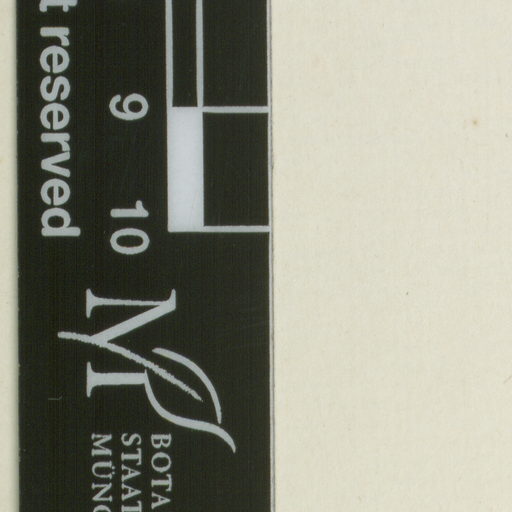 t reserved
9 10
M
BOTA
STAAT
MÜNC